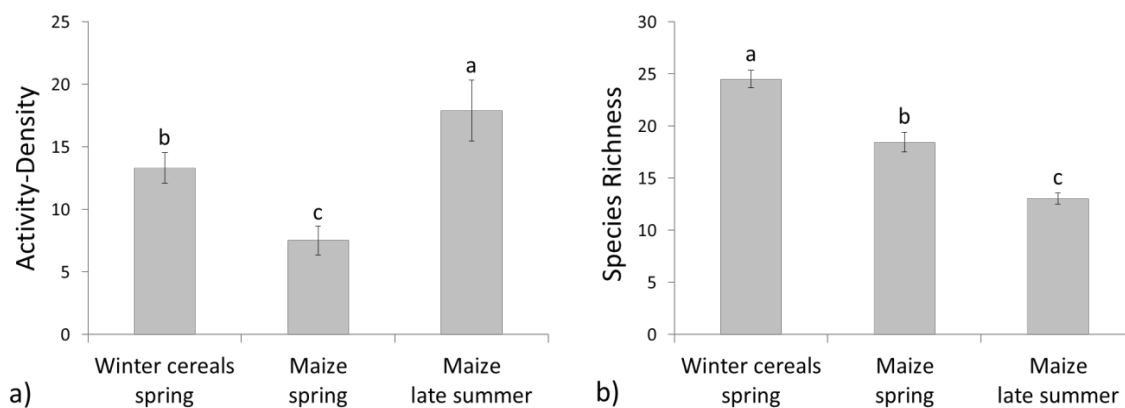 25
20
15
10
5
0
Activity-Density
b
c
a
Winter cereals
spring
Maize
spring
Maize
late summer
a)
30
25
20
15
10
5
0
Species Richness
a
b
c
Winter cereals
spring
Maize
spring
Maize
late summer
b)